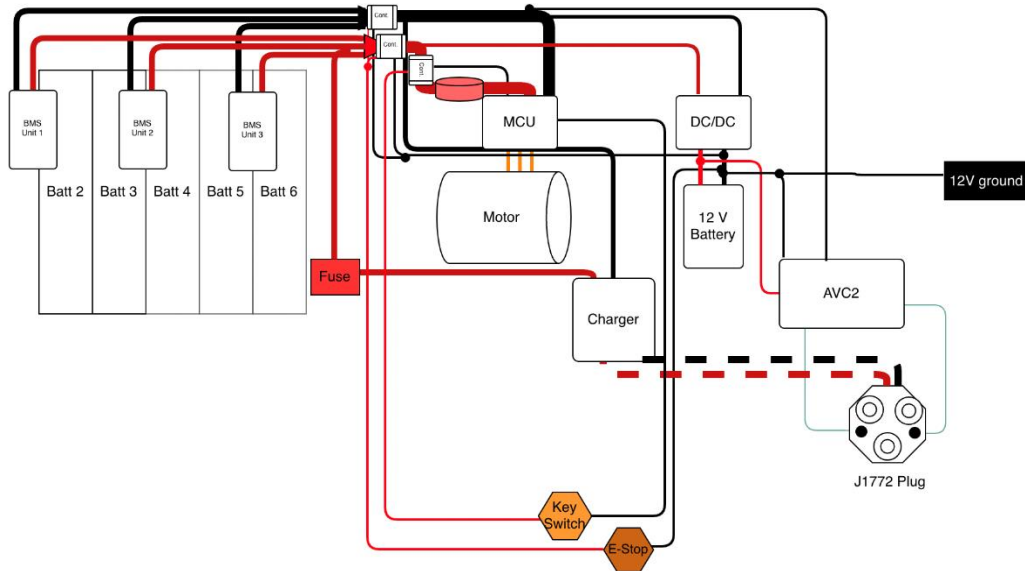 Cont.
Cont.
Cont.
BMS
Unit 1
BMS
Unit 2
BMS
Unit 3
MCU
DC/DC
Batt 2
Batt 3
Batt 4
Batt 5
Batt 6
Motor
12 V
Battery
12V ground
Fuse
Charger
AVC2
J1772 Plug
Key
Switch
E-Stop